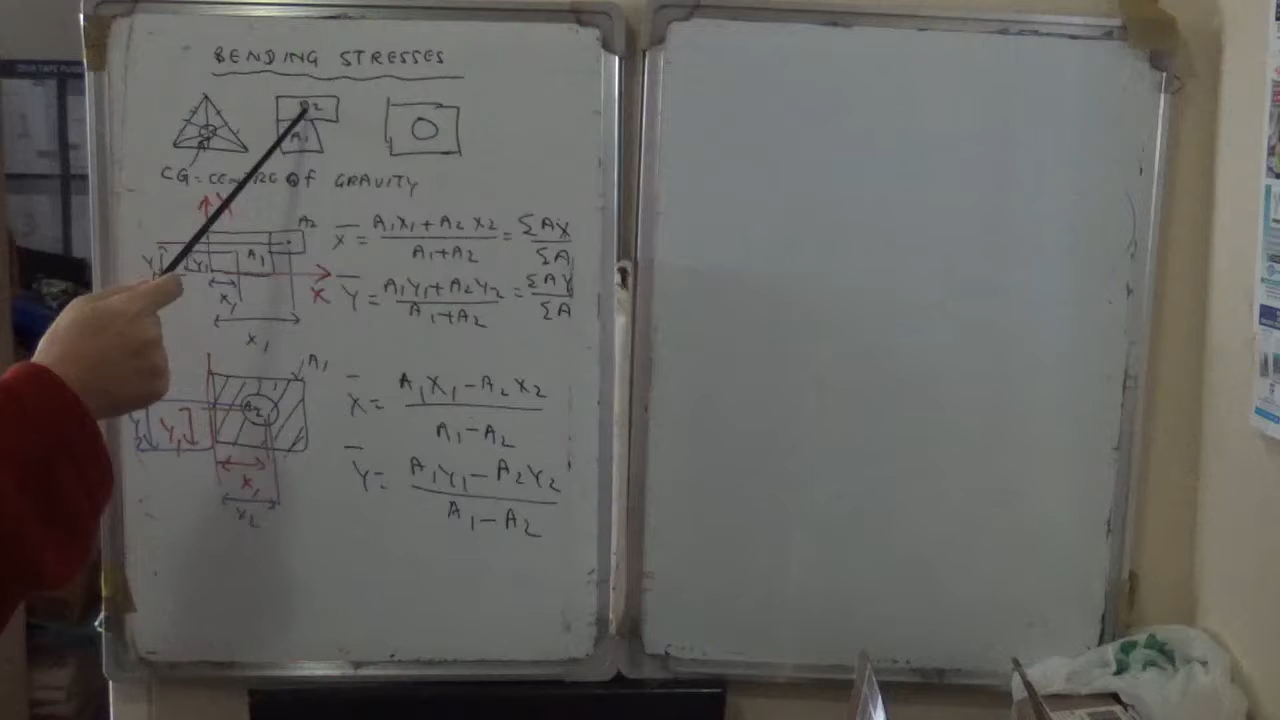 BENDING STRESSES
A1
CG = CENTRE Of GRAVITY
X̄ = A1X1 + A2X2 / A1 + A2 = ΣAX / ΣA
A2
A1
Y1
X
Ȳ = A1Y1 + A2Y2 / A1 + A2 = ΣAY / ΣA
X1
X1
A1
X̄ = A1X1 - A2X2 / A1 - A2
A2
Y2 Y1
Ȳ = A1Y1 - A2Y2 / A1 - A2
X1
X2